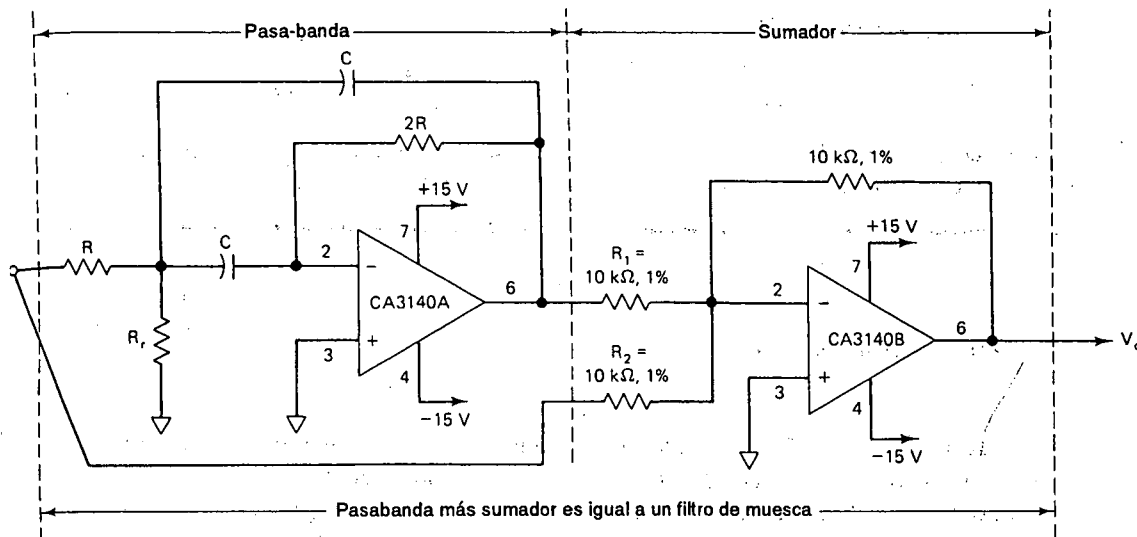 Pasa-banda
Sumador
C
2R
10 kΩ, 1%
+15 V
+15 V
R
C
2
7
R₁ =
10 kΩ, 1%
7
CA3140A
6
2
CA3140B
6
Rᵣ
3
4
R₂ =
10 kΩ, 1%
3
4
−15 V
−15 V
−
+
−
+
Pasabanda más sumador es igual a un filtro de muesca